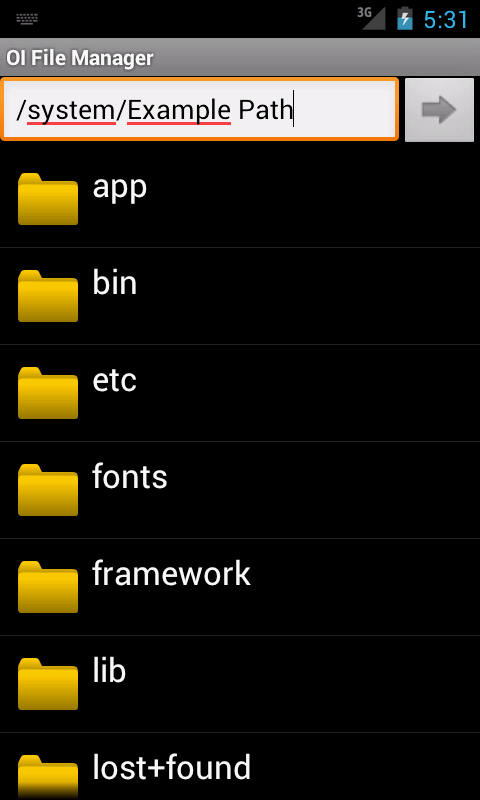 3G 5:31
OI File Manager
/system/Example Path
app
bin
etc
fonts
framework
lib
lost+found